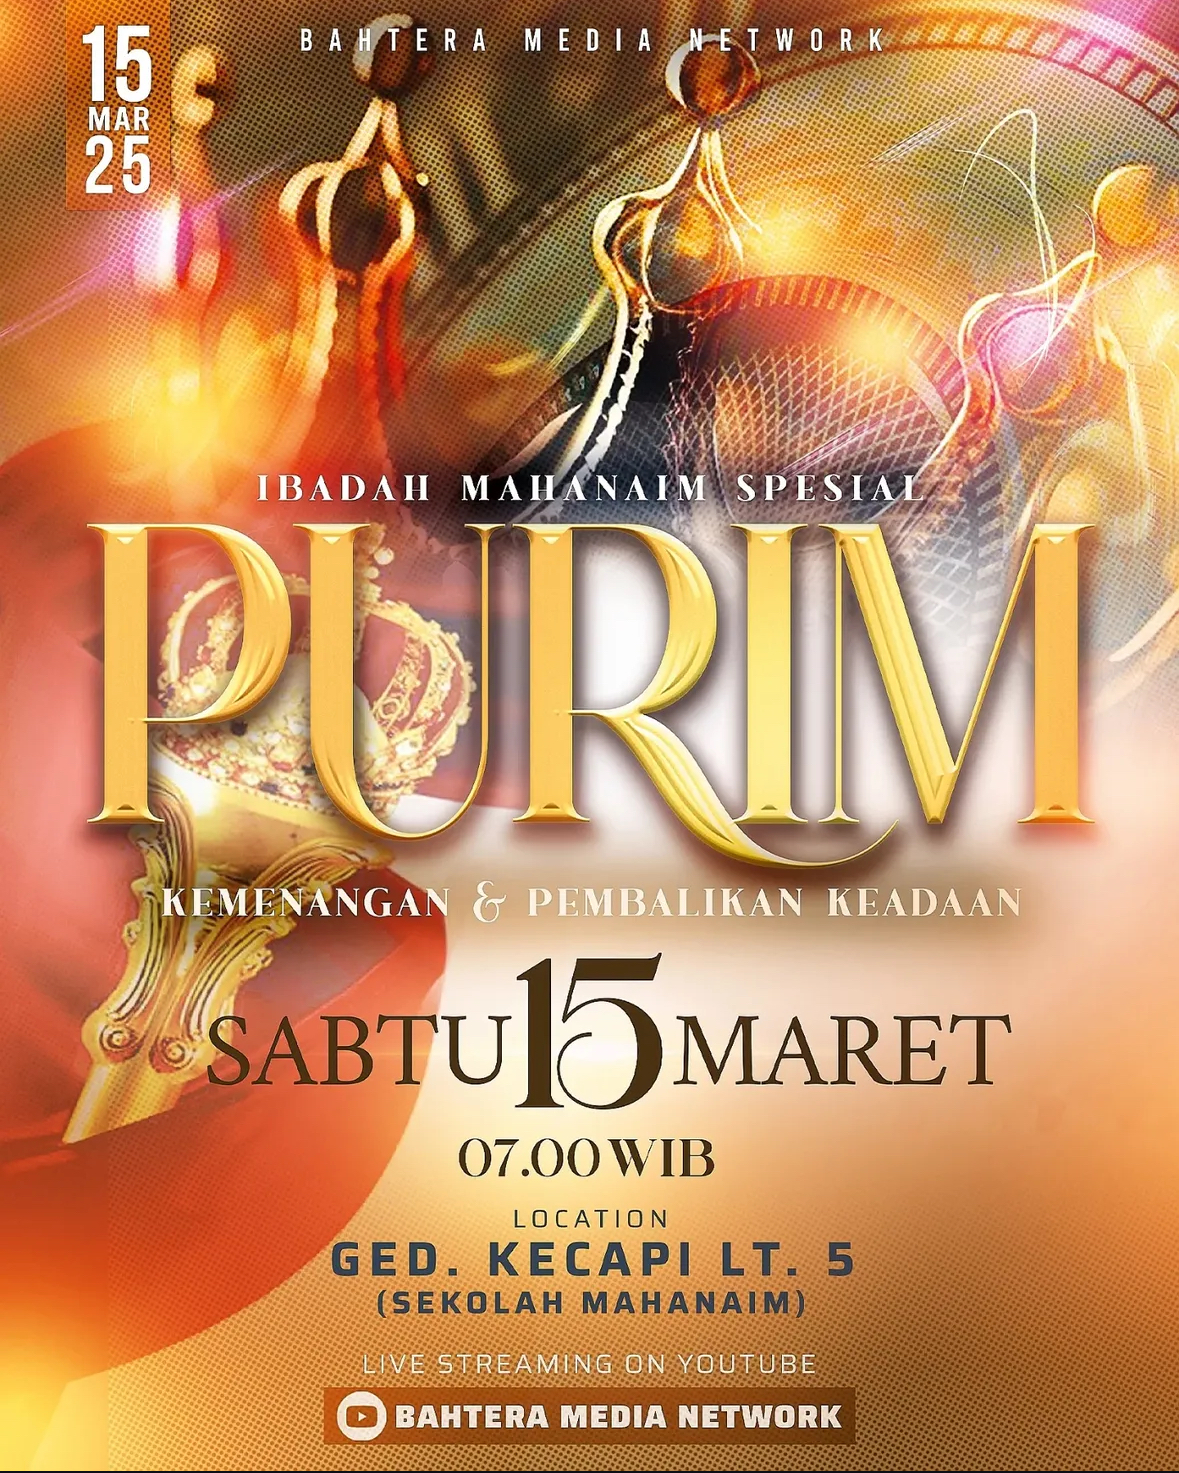 15
MAR
25
BAHTERA MEDIA NETWORK
IBADAH MAHANAIM SPESIAL
PURIM
KEMENANGAN & PEMBALIKAN KEADAAN
SABTU 15 MARET
07.00 WIB
LOCATION
GED. KECAPI LT. 5
(SEKOLAH MAHANAIM)
LIVE STREAMING ON YOUTUBE
BAHTERA MEDIA NETWORK